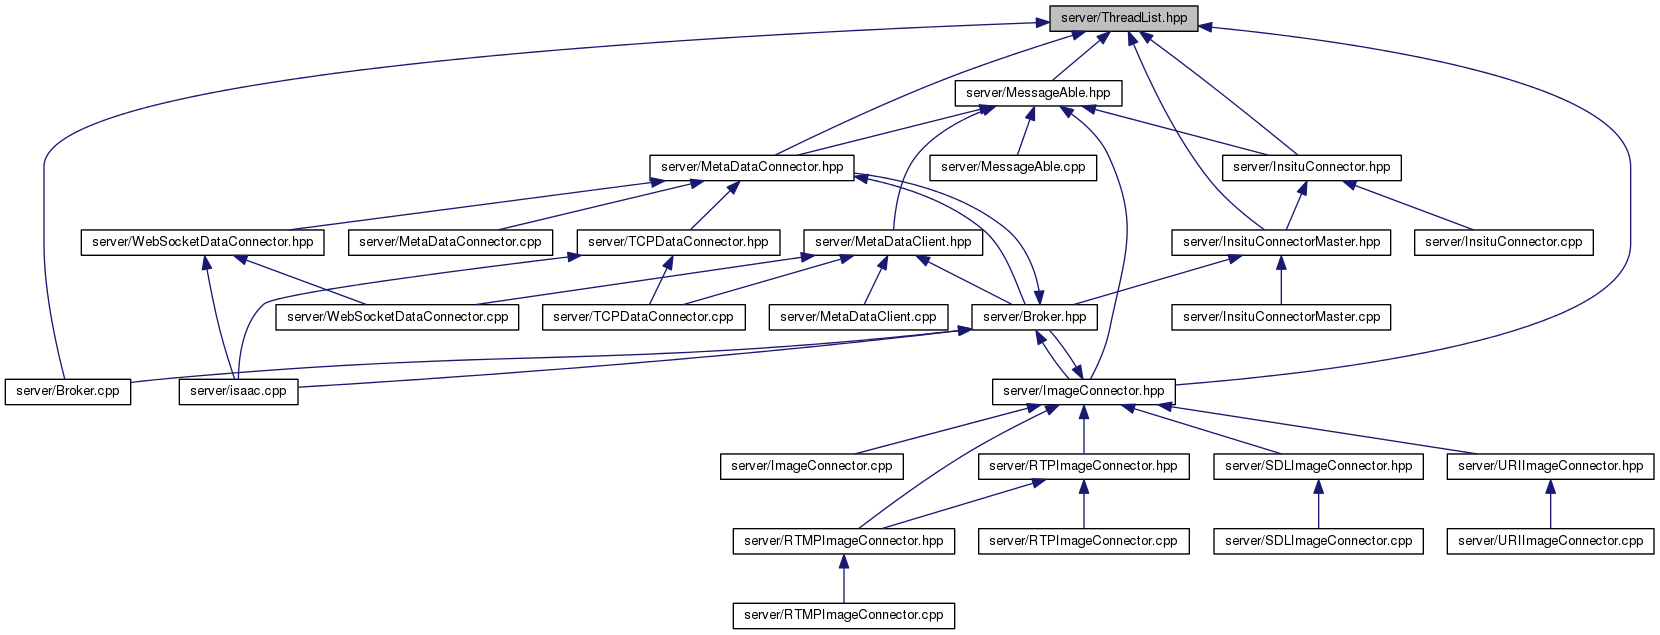 server/ThreadList.hpp
server/MessageAble.hpp
server/MetaDataConnector.hpp
server/MessageAble.cpp
server/InsituConnector.hpp
server/WebSocketDataConnector.hpp
server/MetaDataConnector.cpp
server/TCPDataConnector.hpp
server/MetaDataClient.hpp
server/InsituConnectorMaster.hpp
server/InsituConnector.cpp
server/WebSocketDataConnector.cpp
server/TCPDataConnector.cpp
server/MetaDataClient.cpp
server/Broker.hpp
server/InsituConnectorMaster.cpp
server/Broker.cpp
server/isaac.cpp
server/ImageConnector.hpp
server/ImageConnector.cpp
server/RTPImageConnector.hpp
server/SDLImageConnector.hpp
server/URIImageConnector.hpp
server/RTMPImageConnector.hpp
server/RTPImageConnector.cpp
server/SDLImageConnector.cpp
server/URIImageConnector.cpp
server/RTMPImageConnector.cpp